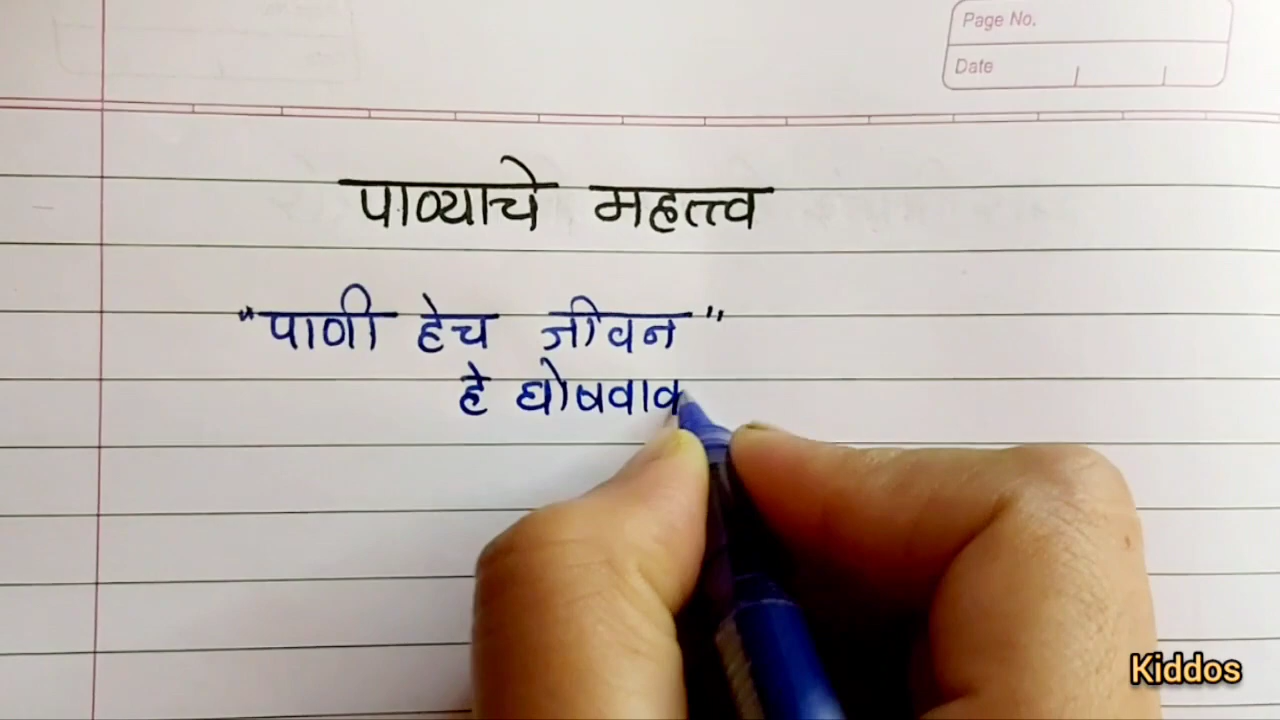 Page No.
Date
पाण्याचे महत्त्व
"पाणी हेच जीवन"
हे घोषवाक
Kiddos